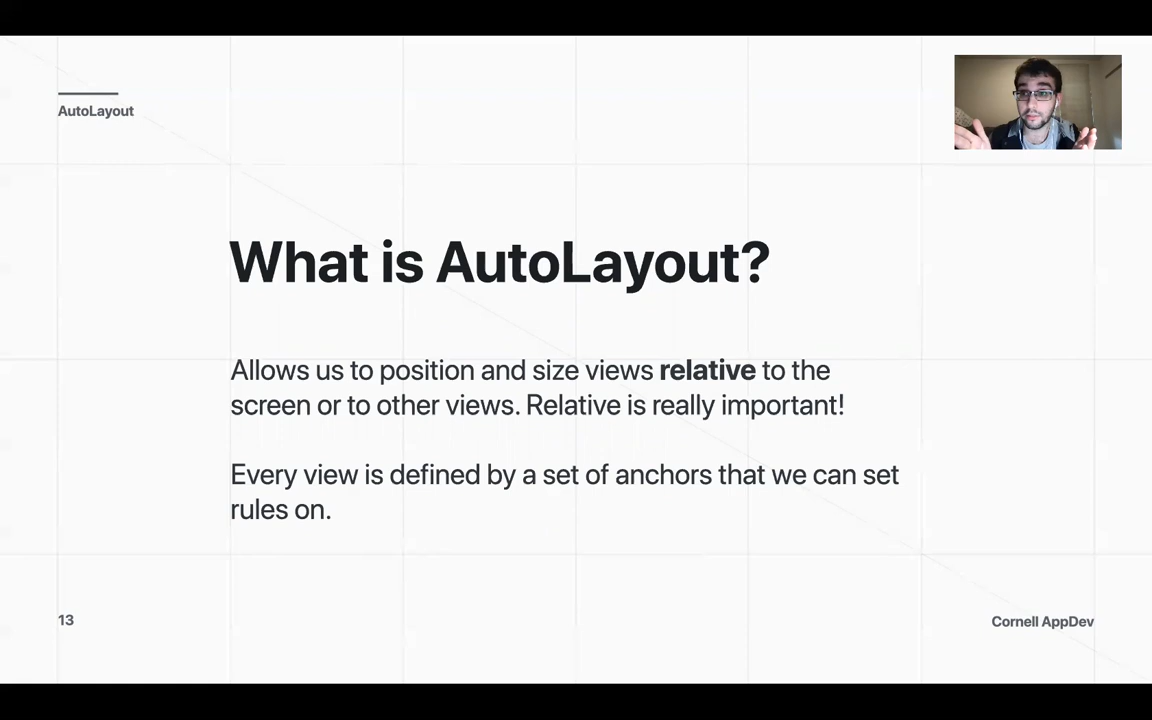 AutoLayout
What is AutoLayout?
Allows us to position and size views relative to the
screen or to other views. Relative is really important!
Every view is defined by a set of anchors that we can set
rules on.
13
Cornell AppDev